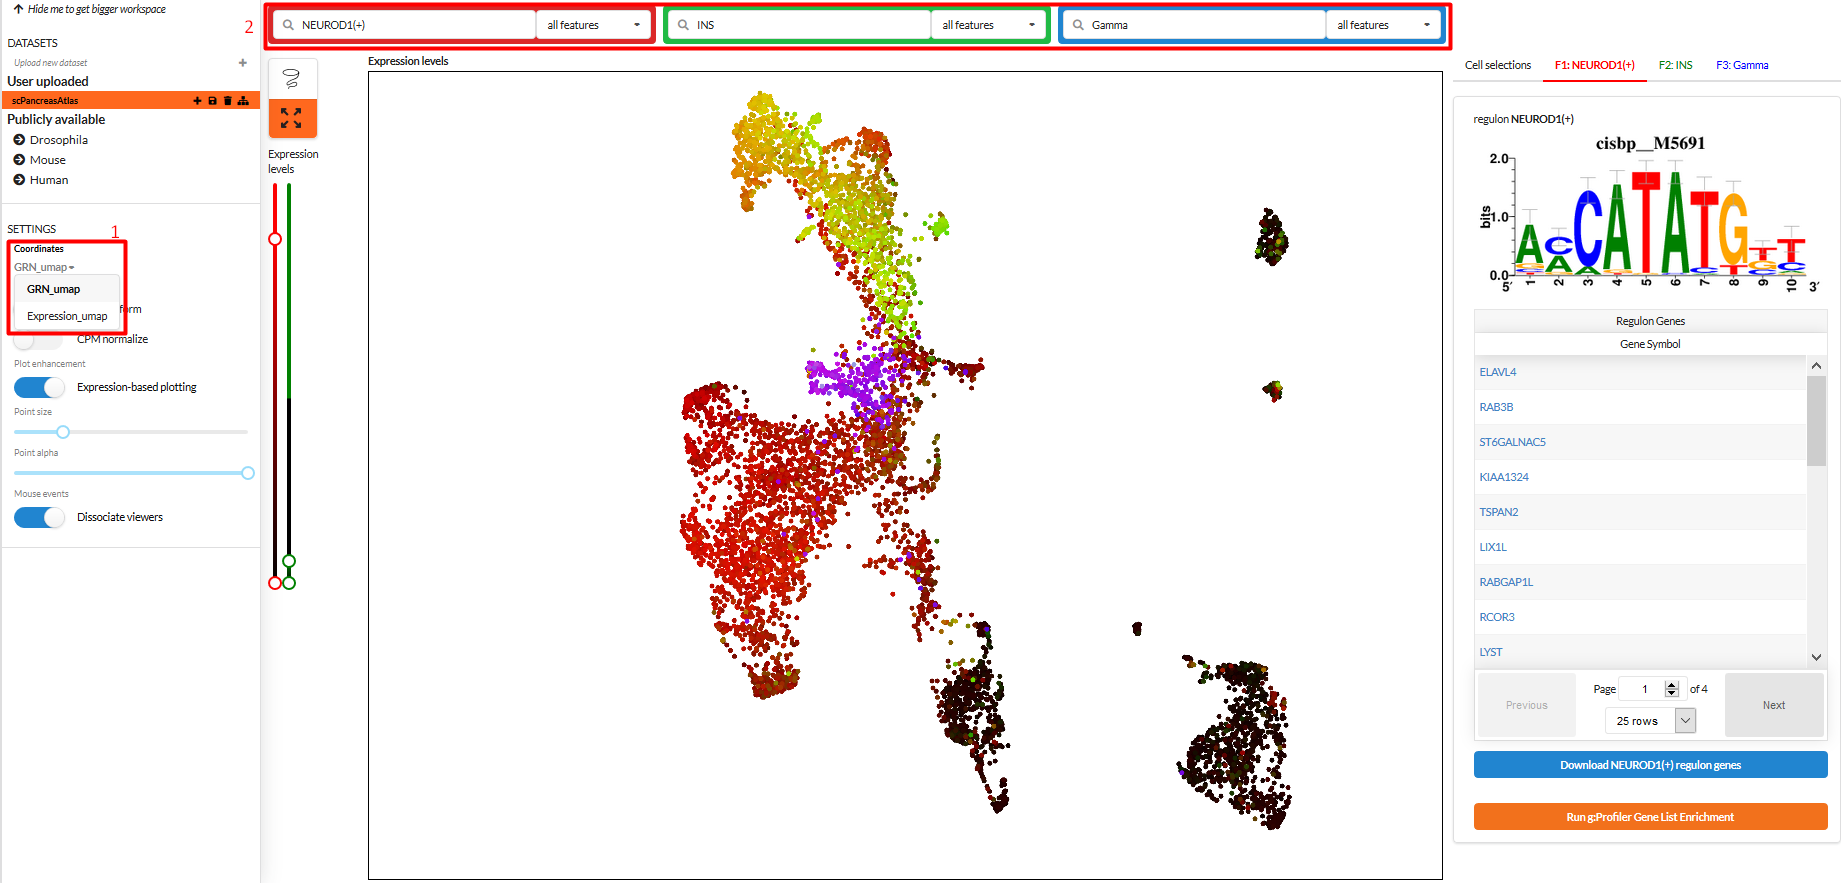 Hide me to get bigger workspace
DATASETS
Upload new dataset
User uploaded
scPancreasAtlas
Publicly available
Drosophila
Mouse
Human
SETTINGS
1
Coordinates
GRN_umap
GRN_umap
Expression_umap
form
CPM normalize
Plot enhancement
Expression-based plotting
Point size
Point alpha
Mouse events
Dissociate viewers
2
NEUROD1(+) all features
INS all features
Gamma all features
Expression levels
Expression
levels
Cell selections F1: NEUROD1(+) F2: INS F3: Gamma
regulon NEUROD1(+)
cisbp__M5691
2.0
1.0
0.0
bits
ACCATATGTT
5′ 1 2 3 4 5 6 7 8 9 10 3′
Regulon Genes
Gene Symbol
ELAVL4
RAB3B
ST6GALNAC5
KIAA1324
TSPAN2
LIX1L
RABGAP1L
RCOR3
LYST
Previous
Page 1 of 4
25 rows
Next
Download NEUROD1(+) regulon genes
Run g:Profiler Gene List Enrichment